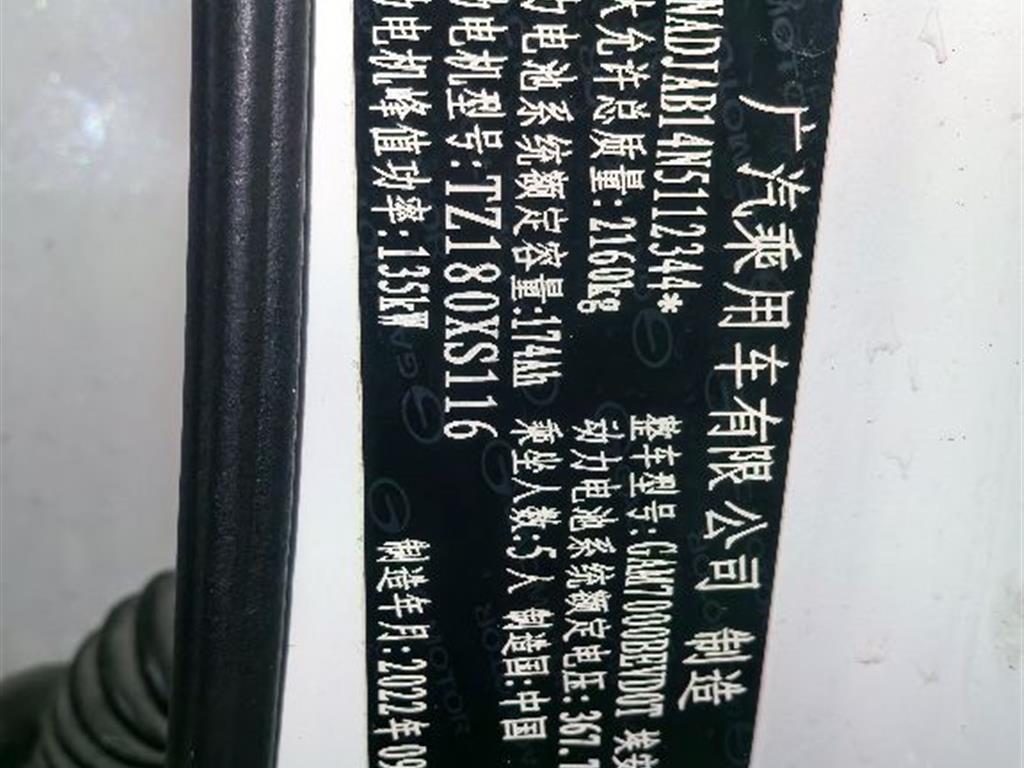 广汽乘用车有限公司 制造
WADJAB14N5112344* 整车型号:GAM7000BEVD0T 埃安
大允许总质量:2160kg 动力电池系统额定电压:367.7
电池系统额定容量:174Ah 乘坐人数:5人 制造国:中国
电机型号:TZ180XS116
电机峰值功率:135kW 制造年月:2022年09